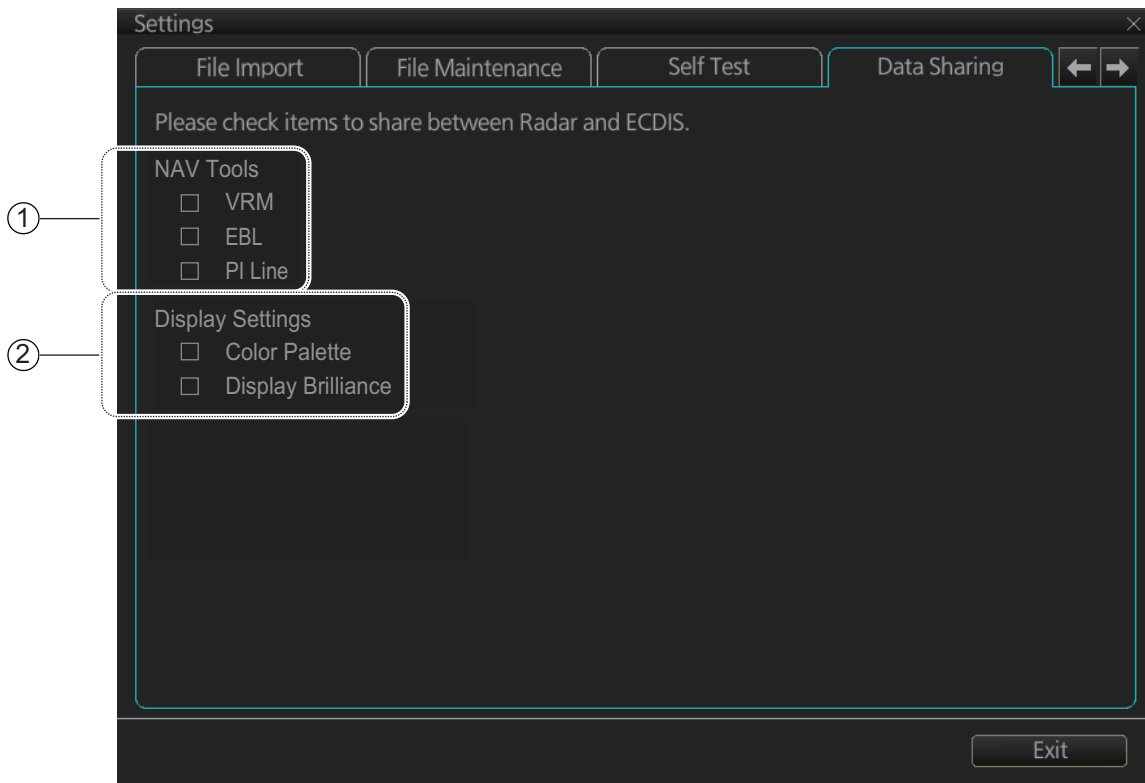 Settings
File Import File Maintenance Self Test Data Sharing
Please check items to share between Radar and ECDIS.
1
NAV Tools
VRM
EBL
PI Line
2
Display Settings
Color Palette
Display Brilliance
Exit